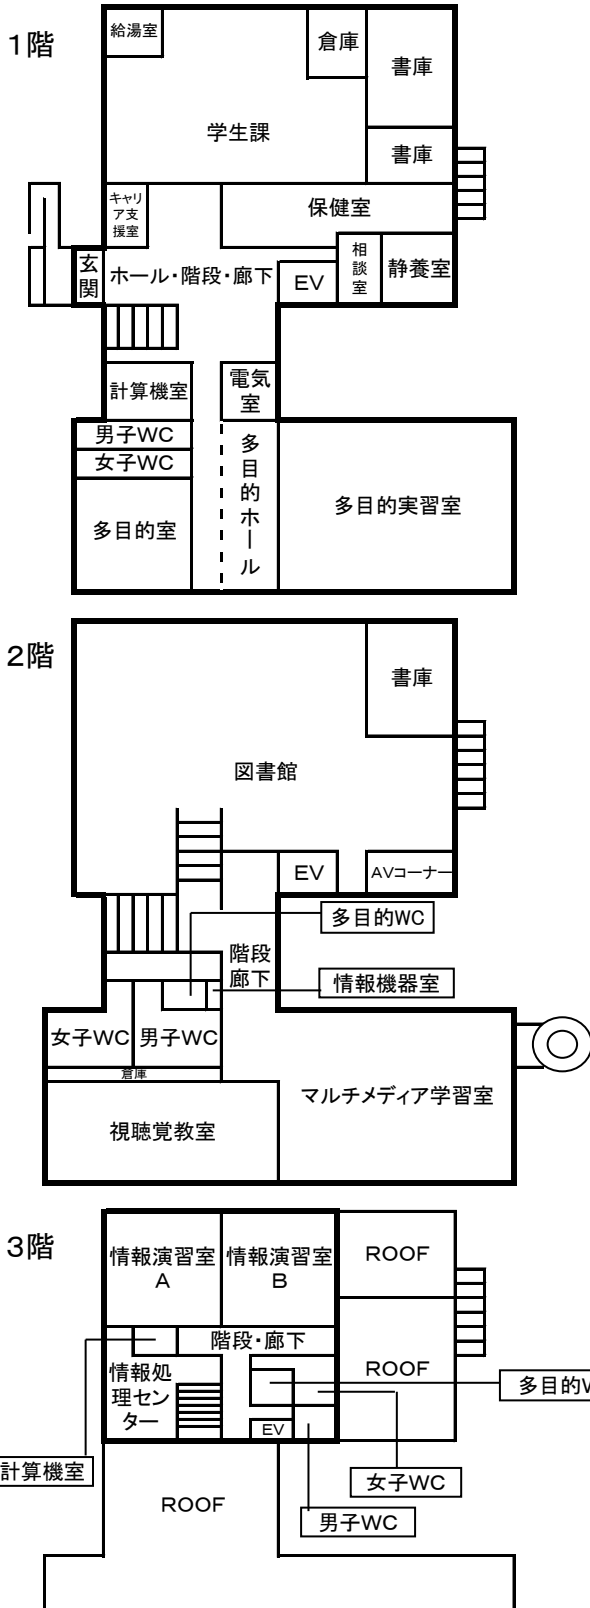 1階
給湯室
倉庫
書庫
学生課
書庫
キャリ
ア支
援室
保健室
玄
関
ホール・階段・廊下
EV
相
談
室
静養室
計算機室
電気
室
男子WC
女子WC
多目的室
多
目
的
ホ
ー
ル
多目的実習室
2階
書庫
図書館
EV
AVコーナー
多目的WC
階段
廊下
情報機器室
女子WC
男子WC
倉庫
マルチメディア学習室
視聴覚教室
3階
情報演習室
A
情報演習室
B
ROOF
階段・廊下
情報処
理セン
ター
ROOF
多目的W
EV
計算機室
女子WC
ROOF
男子WC